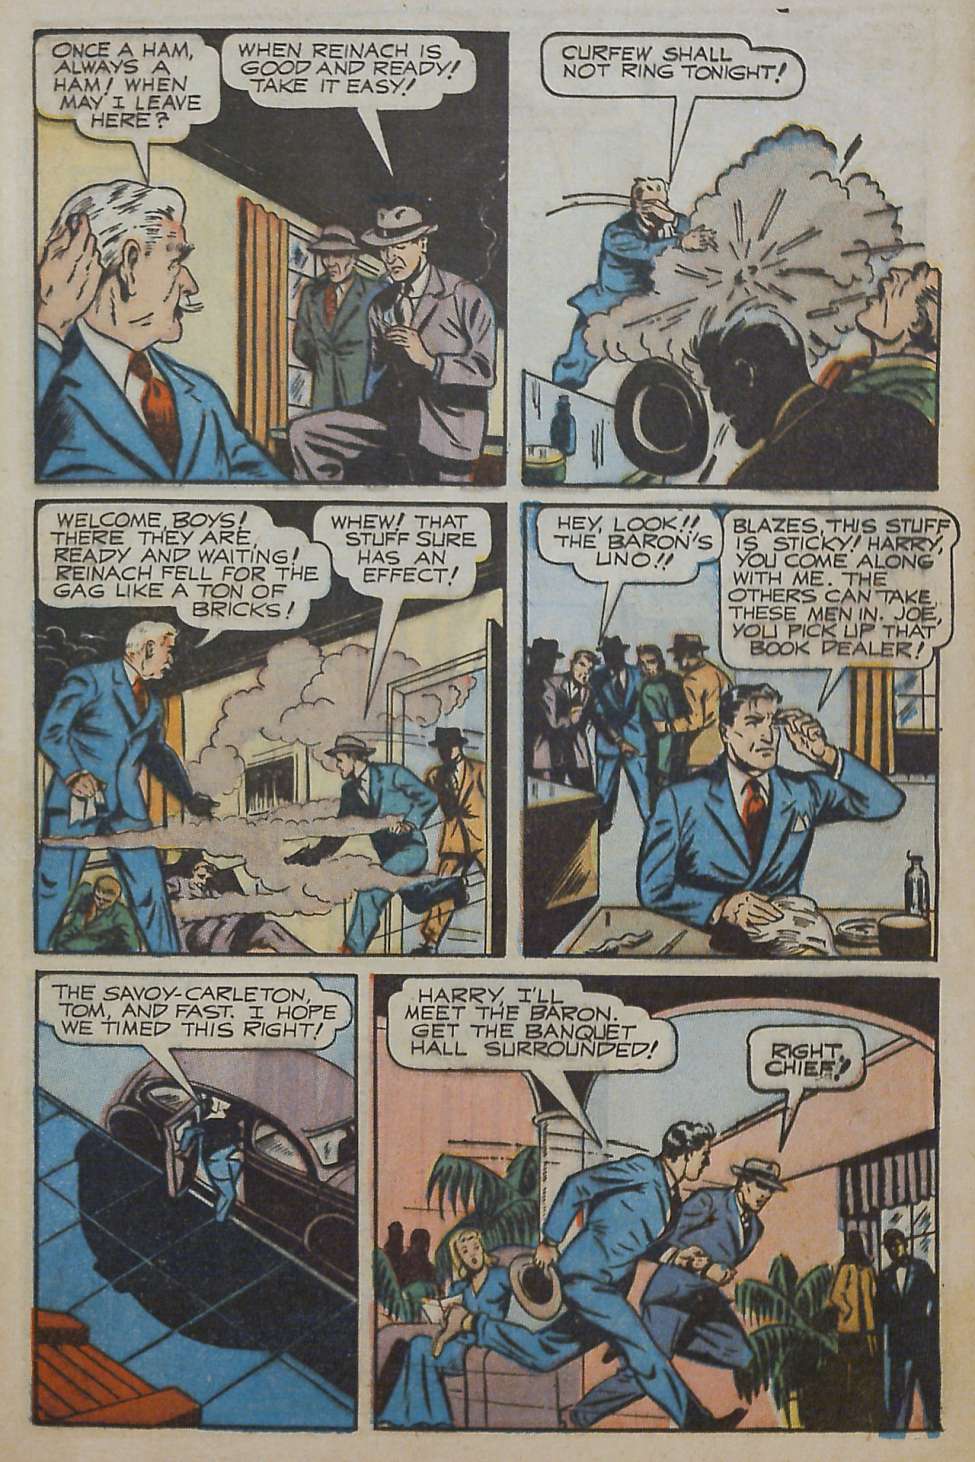 ONCE A HAM,
ALWAYS A
HAM! WHEN
MAY I LEAVE
HERE?
WHEN REINACH IS
GOOD AND READY!
TAKE IT EASY!
CURFEW SHALL
NOT RING TONIGHT!
WELCOME, BOYS!
THERE THEY ARE,
READY AND WAITING!
REINACH FELL FOR THE
GAG LIKE A TON OF
BRICKS!
WHEW! THAT
STUFF SURE
HAS AN
EFFECT!
HEY, LOOK!!
THE BARON'S
UNO!!
BLAZES, THIS STUFF
IS STICKY! HARRY,
YOU COME ALONG
WITH ME. THE
OTHERS CAN TAKE
THESE MEN IN. JOE,
YOU PICK UP THAT
BOOK DEALER!
THE SAVOY-CARLETON,
TOM, AND FAST. I HOPE
WE TIMED THIS RIGHT!
HARRY, I'LL
MEET THE BARON.
GET THE BANQUET
HALL SURROUNDED!
RIGHT,
CHIEF!